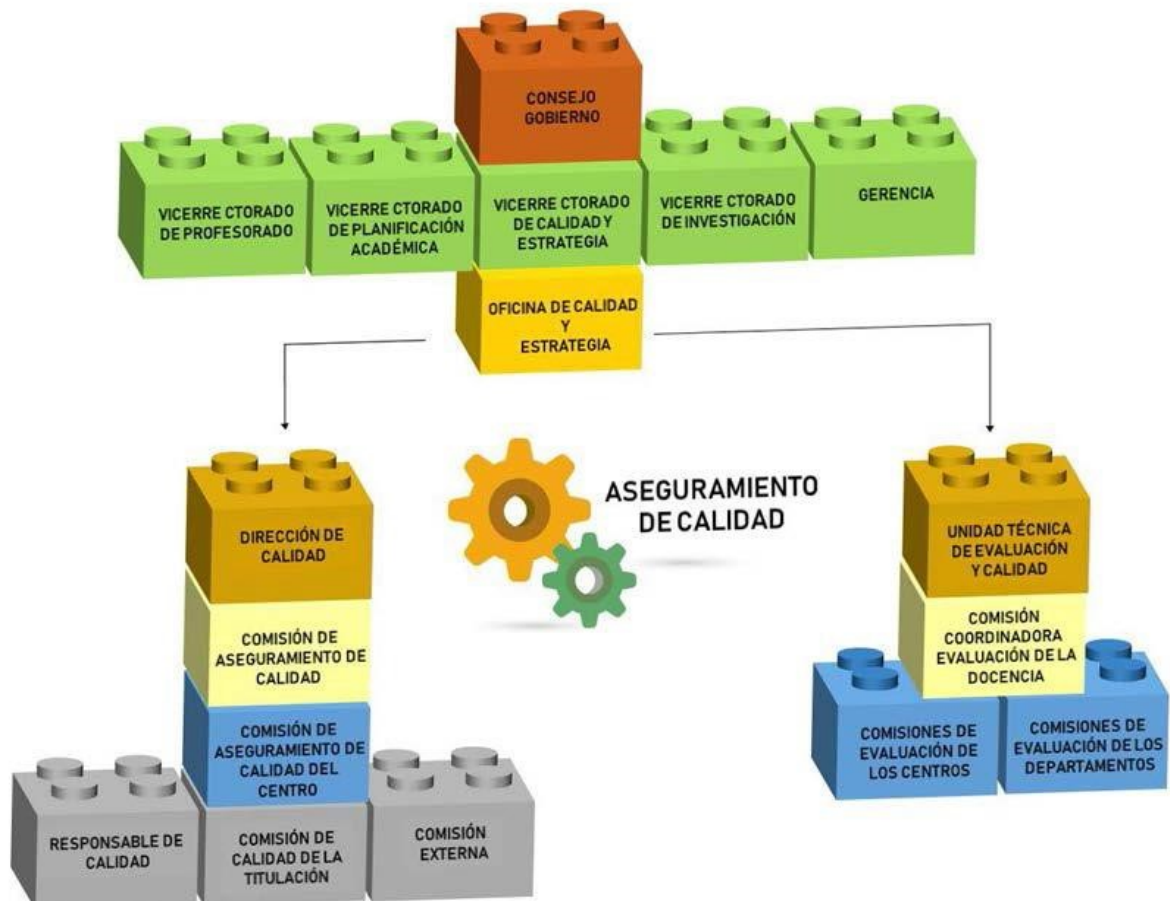 CONSEJO
GOBIERNO
VICERRE CTORADO
DE PROFESORADO
VICERRE CTORADO
DE PLANIFICACIÓN
ACADÉMICA
VICERRE CTORADO
DE CALIDAD Y
ESTRATEGIA
VICERRE CTORADO
DE INVESTIGACIÓN
GERENCIA
OFICINA DE CALIDAD
Y
ESTRATEGIA
ASEGURAMIENTO
DE CALIDAD
DIRECCIÓN DE
CALIDAD
COMISIÓN DE
ASEGURAMIENTO DE
CALIDAD
COMISIÓN DE
ASEGURAMIENTO DE
CALIDAD DEL
CENTRO
RESPONSABLE DE
CALIDAD
COMISIÓN DE
CALIDAD DE LA
TITULACIÓN
COMISIÓN
EXTERNA
UNIDAD TÉCNICA
DE EVALUACIÓN
Y CALIDAD
COMISIÓN
COORDINADORA
EVALUACIÓN DE LA
DOCENCIA
COMISIONES DE
EVALUACIÓN DE
LOS CENTROS
COMISIONES DE
EVALUACIÓN DE LOS
DEPARTAMENTOS